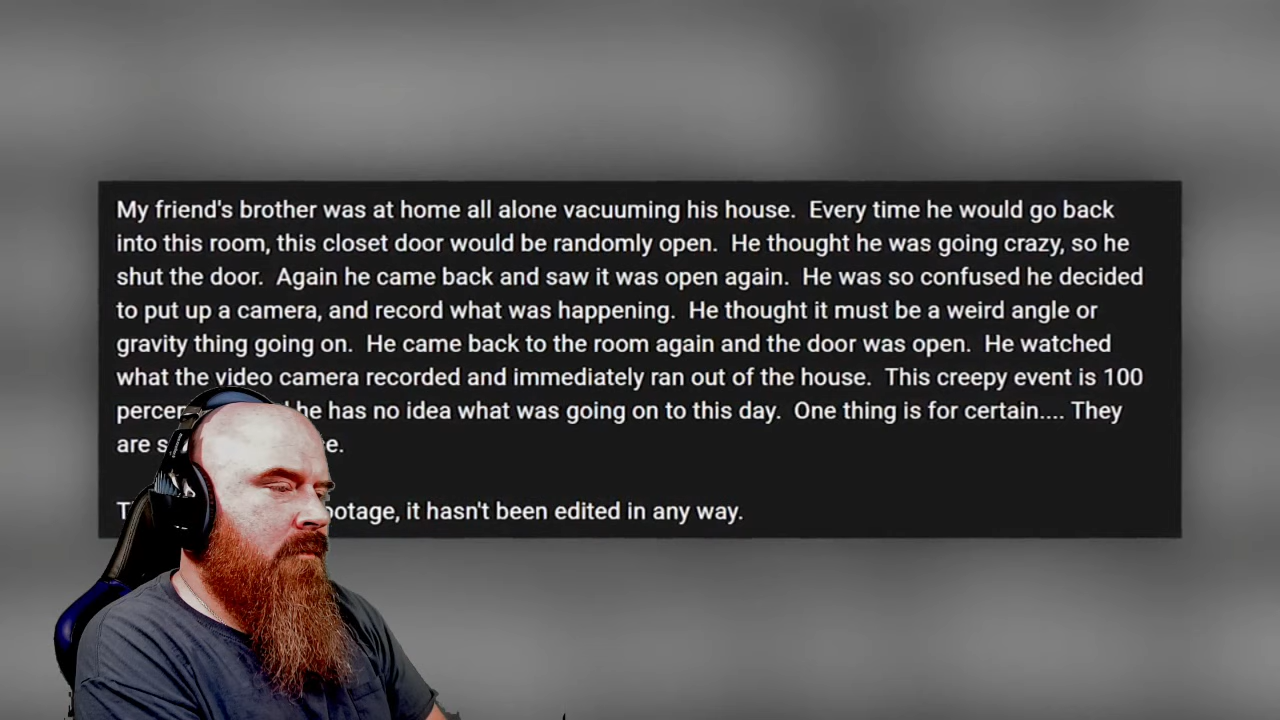 My friend's brother was at home all alone vacuuming his house.  Every time he would go back
into this room, this closet door would be randomly open.  He thought he was going crazy, so he
shut the door.  Again he came back and saw it was open again.  He was so confused he decided
to put up a camera, and record what was happening.  He thought it must be a weird angle or
gravity thing going on.  He came back to the room again and the door was open.  He watched
what the video camera recorded and immediately ran out of the house.  This creepy event is 100
he has no idea what was going on to this day.  One thing is for certain.... They
are
it hasn't been edited in any way.